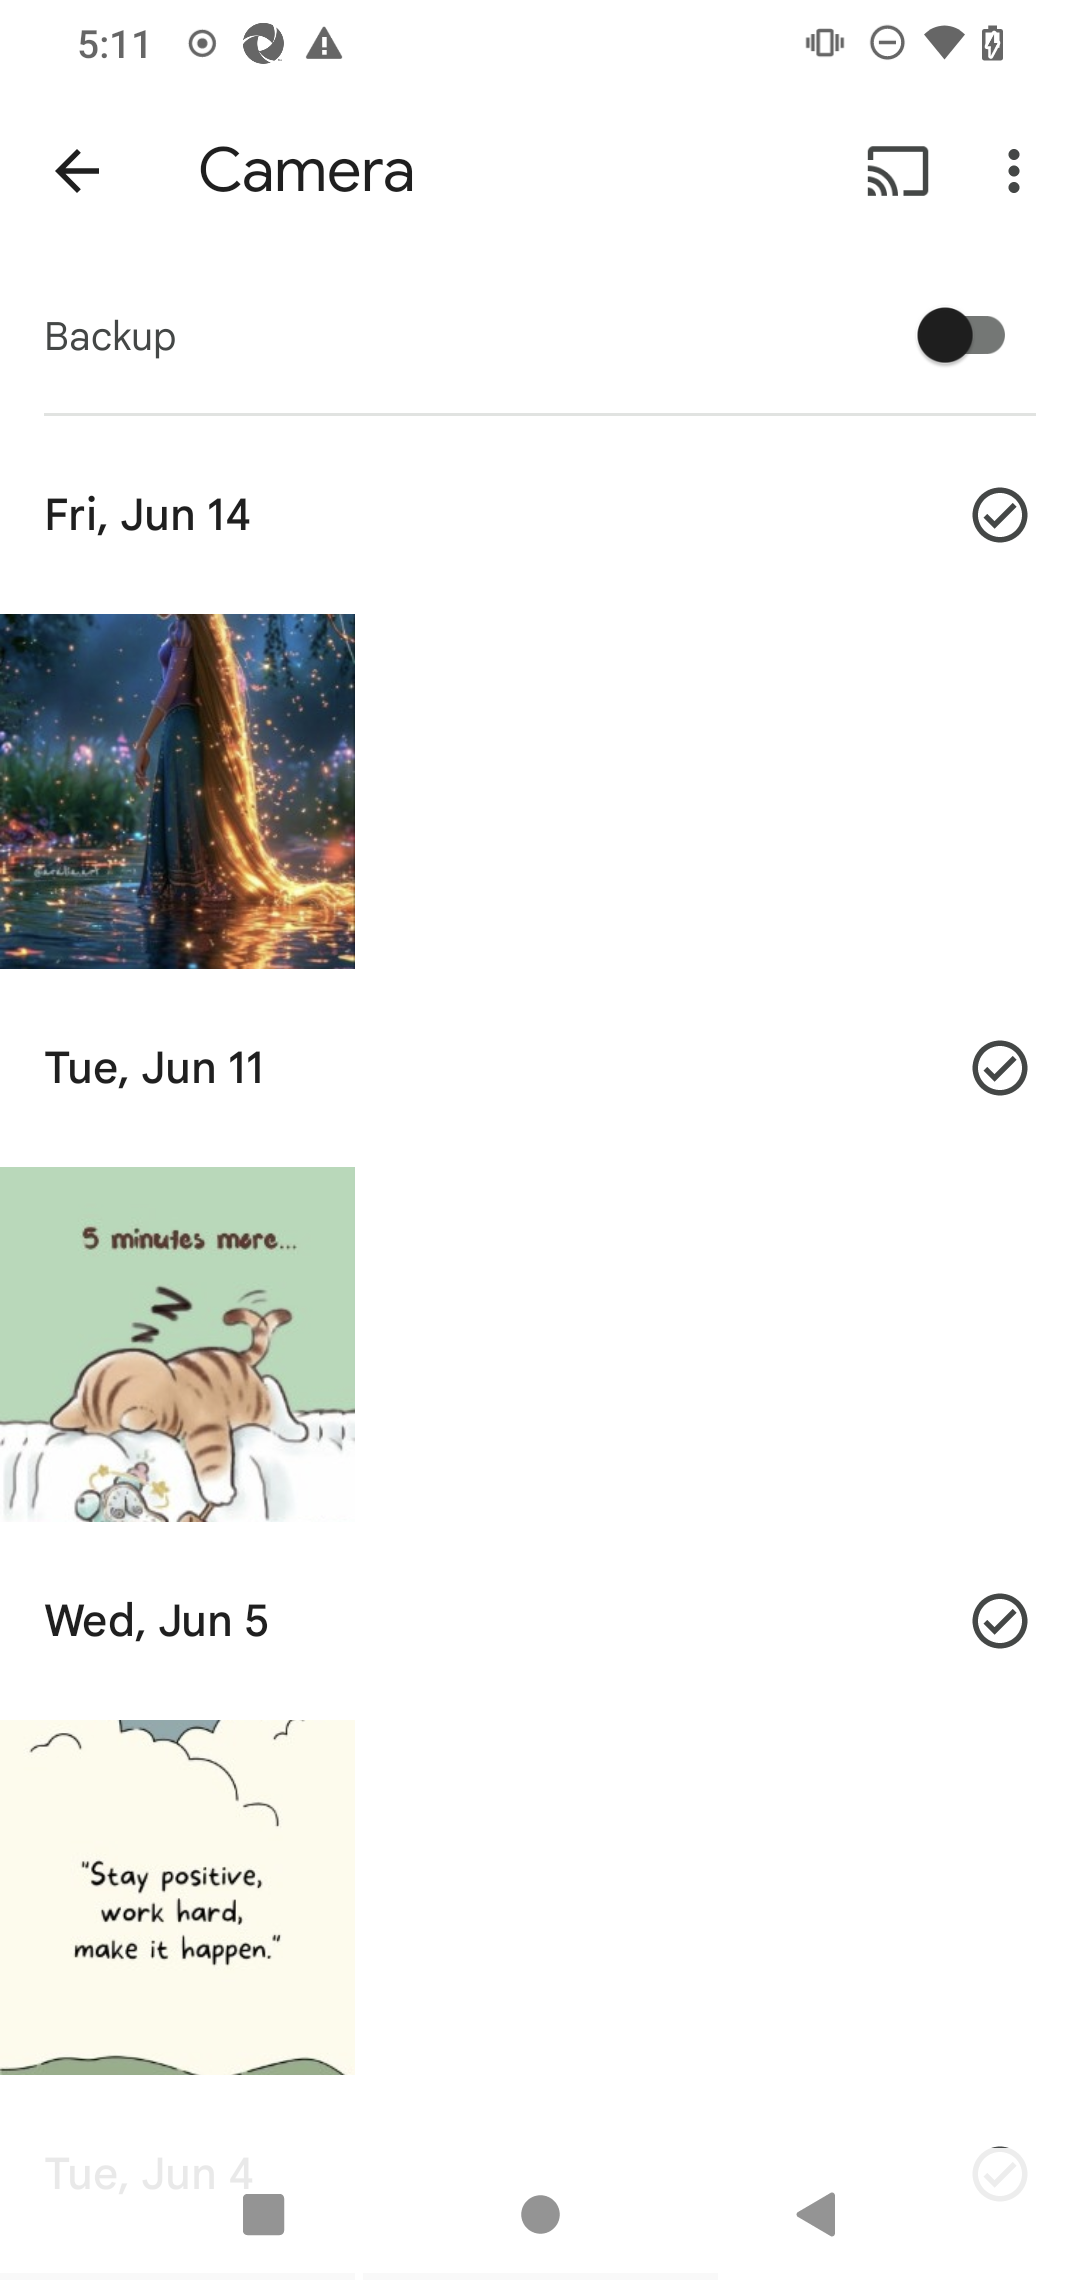 5:11
Camera
Backup
Fri, Jun 14
Tue, Jun 11
5 minutes more...
Z
Z
Wed, Jun 5
"Stay positive,
work hard,
make it happen."
Tue, Jun 4